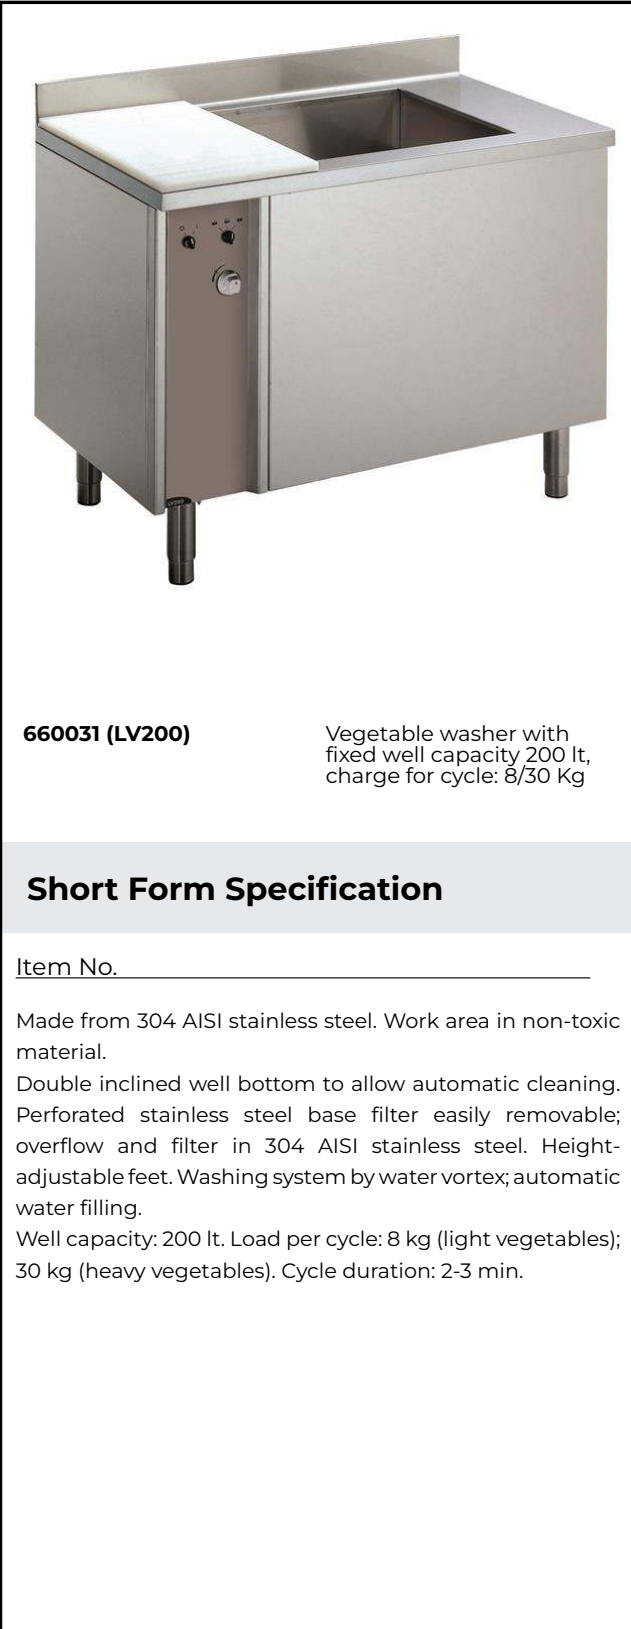 660031 (LV200)
Vegetable washer with
fixed well capacity 200 lt,
charge for cycle: 8/30 Kg
Short Form Specification
Item No.
Made from 304 AISI stainless steel. Work area in non-toxic
material.
Double inclined well bottom to allow automatic cleaning.
Perforated stainless steel base filter easily removable;
overflow and filter in 304 AISI stainless steel. Height-
adjustable feet. Washing system by water vortex; automatic
water filling.
Well capacity: 200 lt. Load per cycle: 8 kg (light vegetables);
30 kg (heavy vegetables). Cycle duration: 2-3 min.